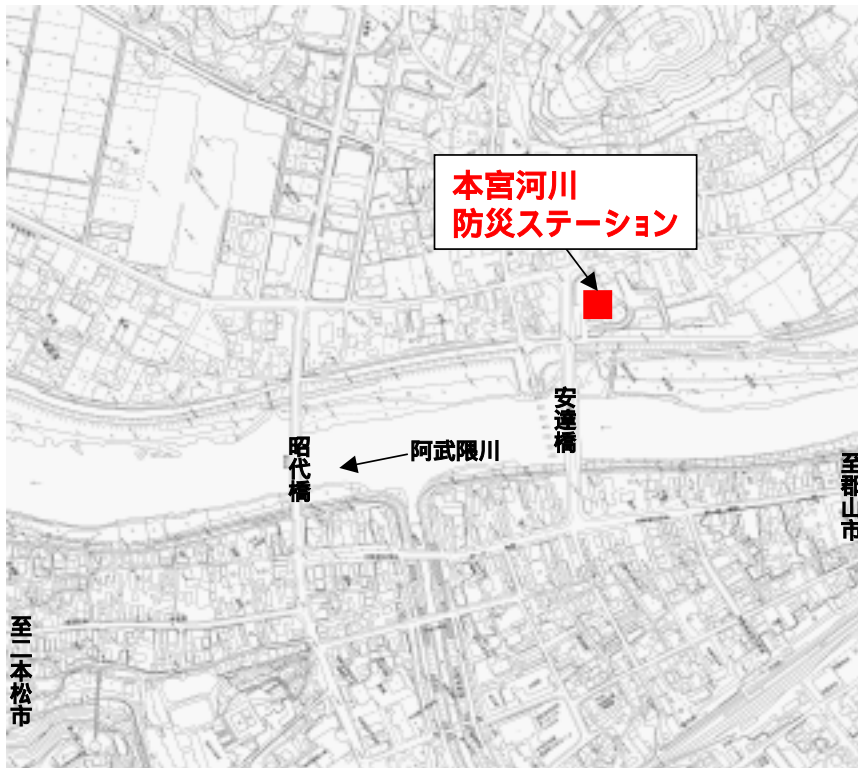 本宮河川
防災ステーション
安達橋
昭代橋
阿武隈川
至郡山市
至二本松市